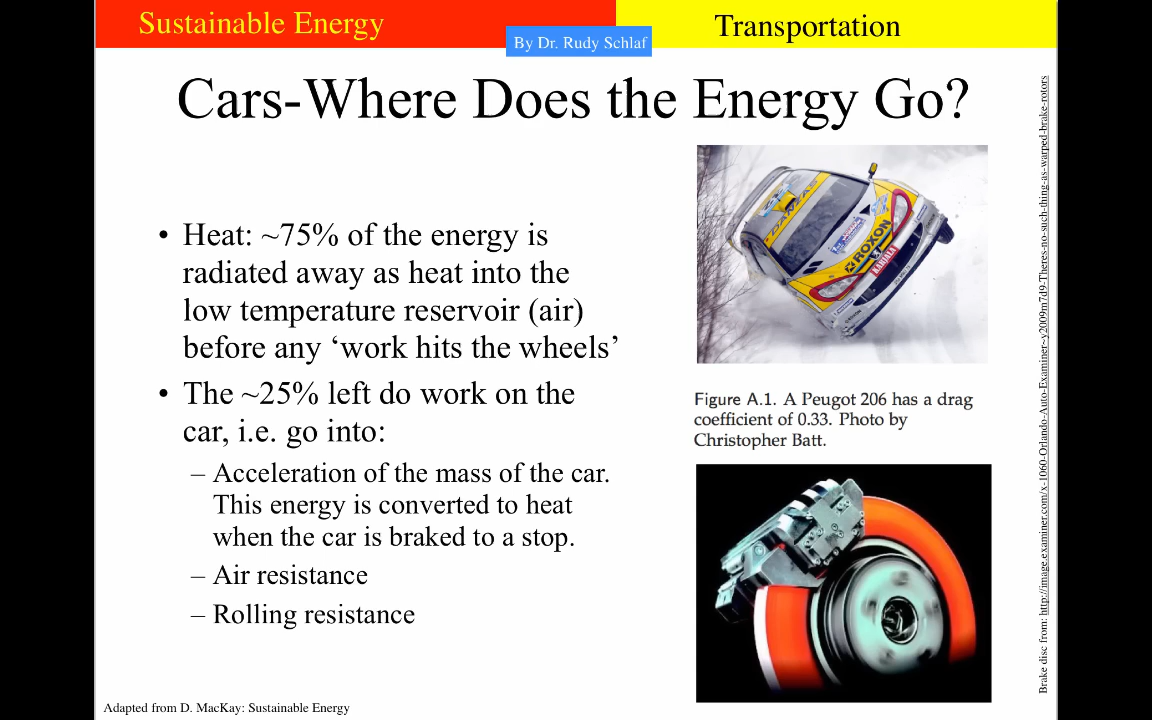 Sustainable Energy
Transportation
By Dr. Rudy Schlaf
Cars-Where Does the Energy Go?
• Heat: ~75% of the energy is
radiated away as heat into the
low temperature reservoir (air)
before any ‘work hits the wheels’
• The ~25% left do work on the
car, i.e. go into:
– Acceleration of the mass of the car.
This energy is converted to heat
when the car is braked to a stop.
– Air resistance
– Rolling resistance
ROXON
KARJALA
Figure A.1. A Peugot 206 has a drag
coefficient of 0.33. Photo by
Christopher Batt.
Brake disc from: http://image.examiner.com/x-1060-Orlando-Auto-Examiner~y2009m7d9-Theres-no-such-thing-as-warped-brake-rotors
Adapted from D. MacKay: Sustainable Energy